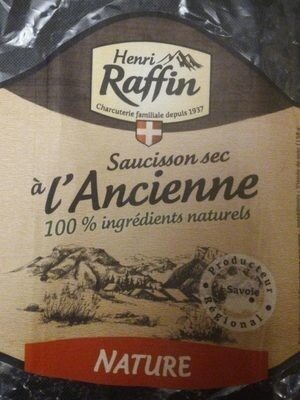 Henri
Raffin
Charcuterie familiale depuis 1937
Saucisson sec
à l'Ancienne
100 % ingrédients naturels
Producteur
Savoie
Régional
NATURE